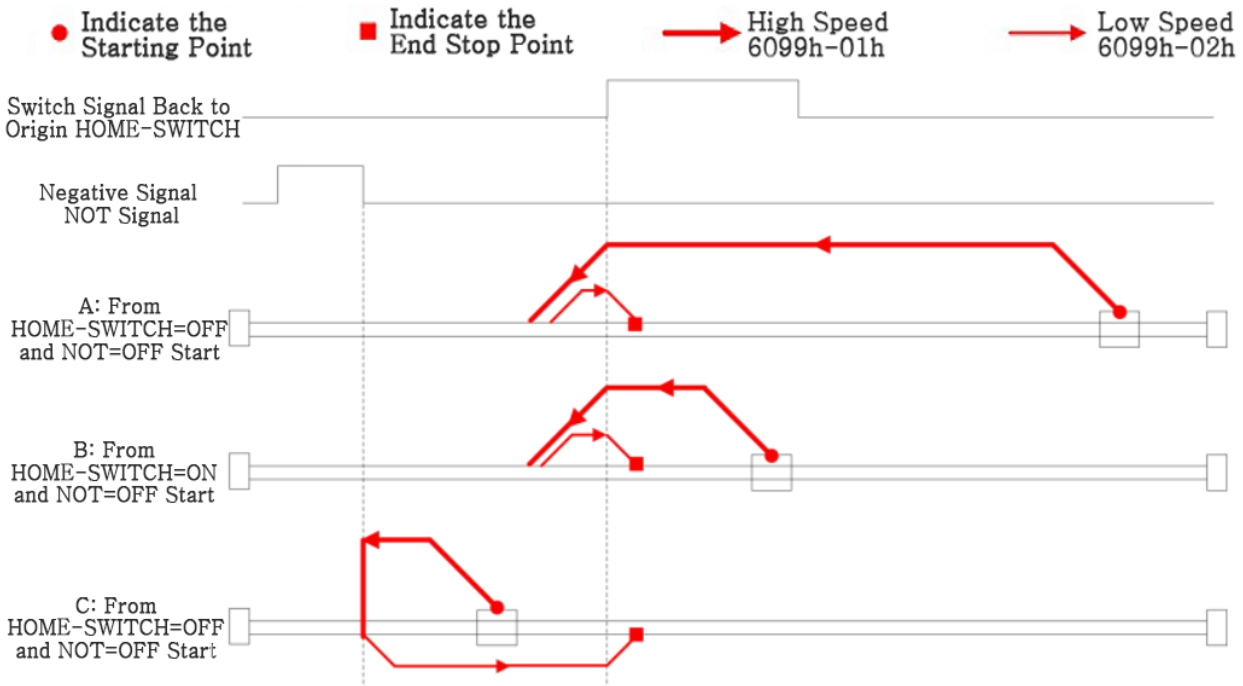 Indicate the
Starting Point
Indicate the
End Stop Point
High Speed
6099h-01h
Low Speed
6099h-02h
Switch Signal Back to
Origin HOME-SWITCH
Negative Signal
NOT Signal
A: From
HOME-SWITCH=OFF
and NOT=OFF Start
B: From
HOME-SWITCH=ON
and NOT=OFF Start
C: From
HOME-SWITCH=OFF
and NOT=OFF Start